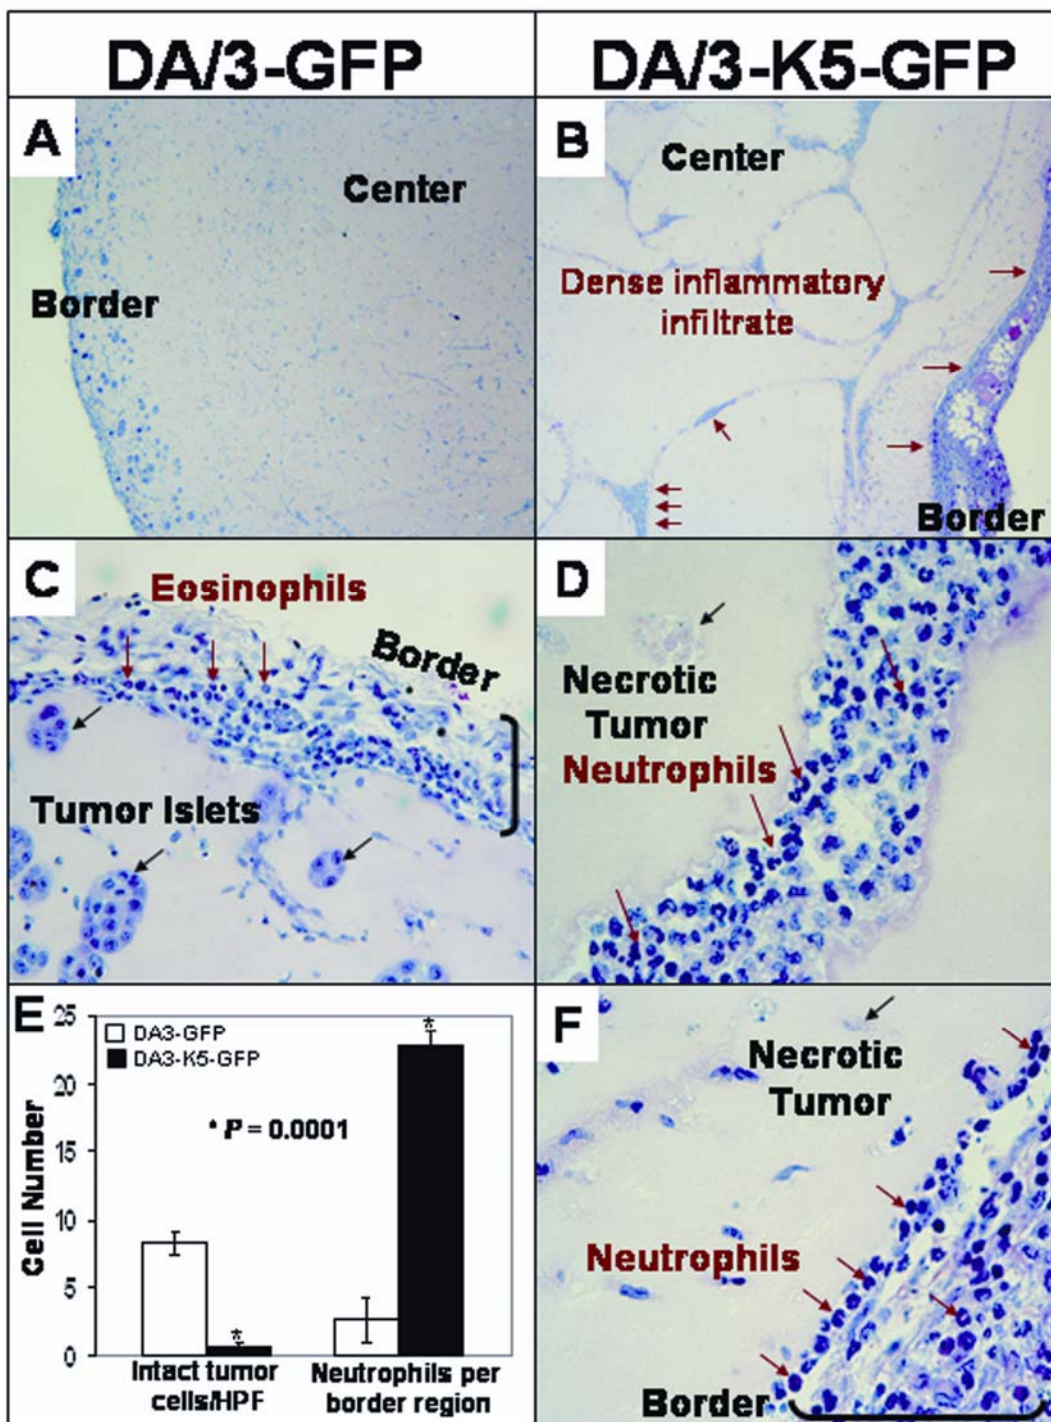 DA/3-GFP
DA/3-K5-GFP
A
Center
Border
B
Center
Dense inflammatory
infiltrate
Border
C
Eosinophils
Border
Tumor Islets
D
Necrotic
Tumor
Neutrophils
E
25
20
15
10
5
0
Cell Number
DA3-GFP
DA3-K5-GFP
*
* P = 0.0001
*
Intact tumor
cells/HPF
Neutrophils per
border region
F
Necrotic
Tumor
Neutrophils
Border